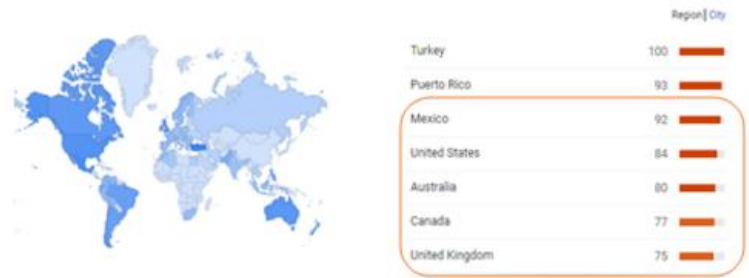 Region | City
Turkey 100
Puerto Rico 93
Mexico 92
United States 84
Australia 80
Canada 77
United Kingdom 75